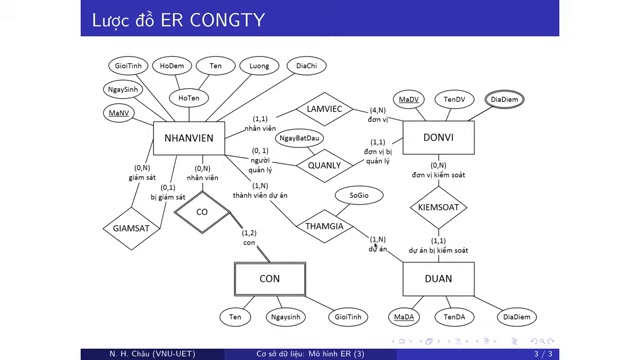 Lược đồ ER CONGTY
GioiTinh
HoDem
Ten
Luong
DiaChi
NgaySinh
HoTen
MaNV
MaDV
TenDV
DiaDiem
NHANVIEN
(1,1)
nhân viên
LAMVIEC
(4,N)
đơn vị
DONVI
NgayBatDau
(0, 1)
người
quản lý
QUANLY
(1,1)
đơn vị bị
quản lý
(0,N)
giám sát
(0,1)
bị giám sát
(0,N)
nhân viên
(1,N)
thành viên dự án
(0,N)
đơn vị kiểm soát
SoGio
GIAMSAT
CO
THAMGIA
KIEMSOAT
(1,2)
con
(1,N)
dự án
(1,1)
dự án bị kiểm soát
CON
DUAN
Ten
Ngaysinh
GioiTinh
MaDA
TenDA
DiaDiem
N. H. Châu (VNU-UET)
Cơ sở dữ liệu: Mô hình ER (3)
3 / 3